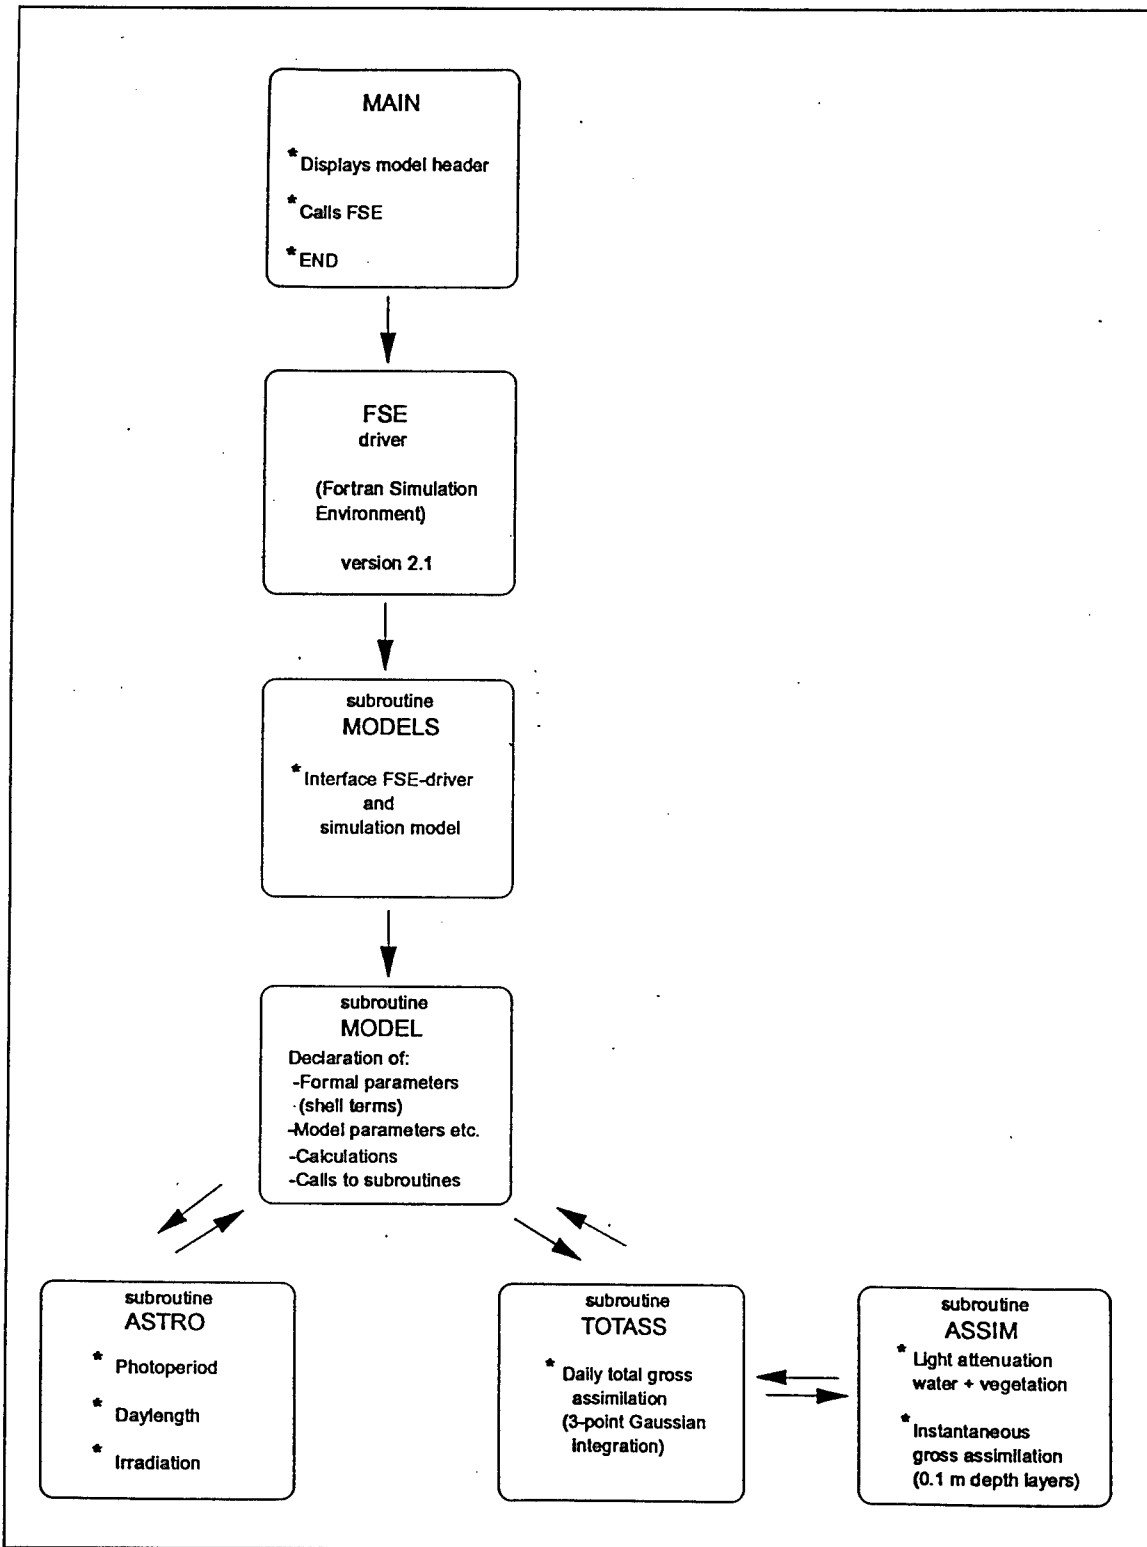 MAIN
* Displays model header
* Calls FSE
* END
FSE
driver
(Fortran Simulation
Environment)
version 2.1
subroutine
MODELS
* Interface FSE-driver
and
simulation model
subroutine
MODEL
Declaration of:
-Formal parameters
(shell terms)
-Model parameters etc.
-Calculations
-Calls to subroutines
subroutine
ASTRO
* Photoperiod
* Daylength
* Irradiation
subroutine
TOTASS
* Daily total gross
assimilation
(3-point Gaussian
integration)
subroutine
ASSIM
* Light attenuation
water + vegetation
* Instantaneous
gross assimilation
(0.1 m depth layers)